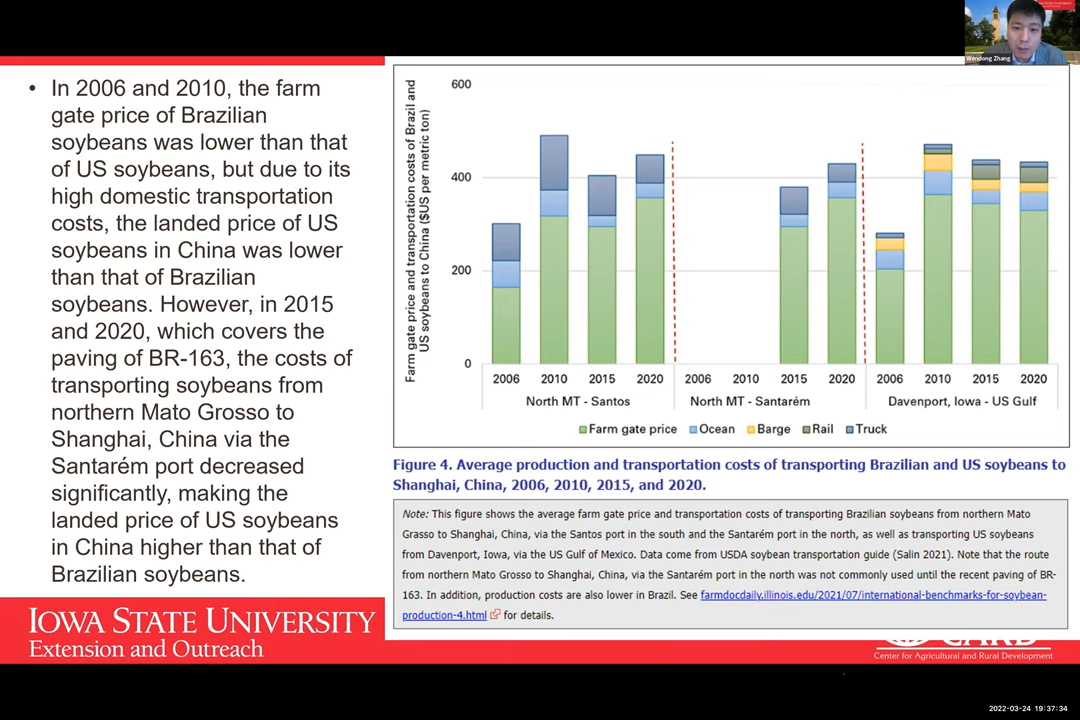 Wendong Zhang
• In 2006 and 2010, the farm
gate price of Brazilian
soybeans was lower than that
of US soybeans, but due to its
high domestic transportation
costs, the landed price of US
soybeans in China was lower
than that of Brazilian
soybeans. However, in 2015
and 2020, which covers the
paving of BR-163, the costs of
transporting soybeans from
northern Mato Grosso to
Shanghai, China via the
Santarém port decreased
significantly, making the
landed price of US soybeans
in China higher than that of
Brazilian soybeans.
Farm gate price and transportation costs of Brazil and
US soybeans to China ($US per metric ton)
600
400
200
0
2006 2010 2015 2020 2006 2010 2015 2020 2006 2010 2015 2020
North MT - Santos North MT - Santarém Davenport, Iowa - US Gulf
Farm gate price Ocean Barge Rail Truck
Figure 4. Average production and transportation costs of transporting Brazilian and US soybeans to
Shanghai, China, 2006, 2010, 2015, and 2020.
Note: This figure shows the average farm gate price and transportation costs of transporting Brazilian soybeans from northern Mato
Grosso to Shanghai, China, via the Santos port in the south and the Santarém port in the north, as well as transporting US soybeans
from Davenport, Iowa, via the US Gulf of Mexico. Data come from USDA soybean transportation guide (Salin 2021). Note that the route
from northern Mato Grosso to Shanghai, China, via the Santarém port in the north was not commonly used until the recent paving of BR-
163. In addition, production costs are also lower in Brazil. See farmdocdaily.illinois.edu/2021/07/international-benchmarks-for-soybean-
production-4.html for details.
IOWA STATE UNIVERSITY
Extension and Outreach
CARD
Center for Agricultural and Rural Development
2022-03-24 19:37:34